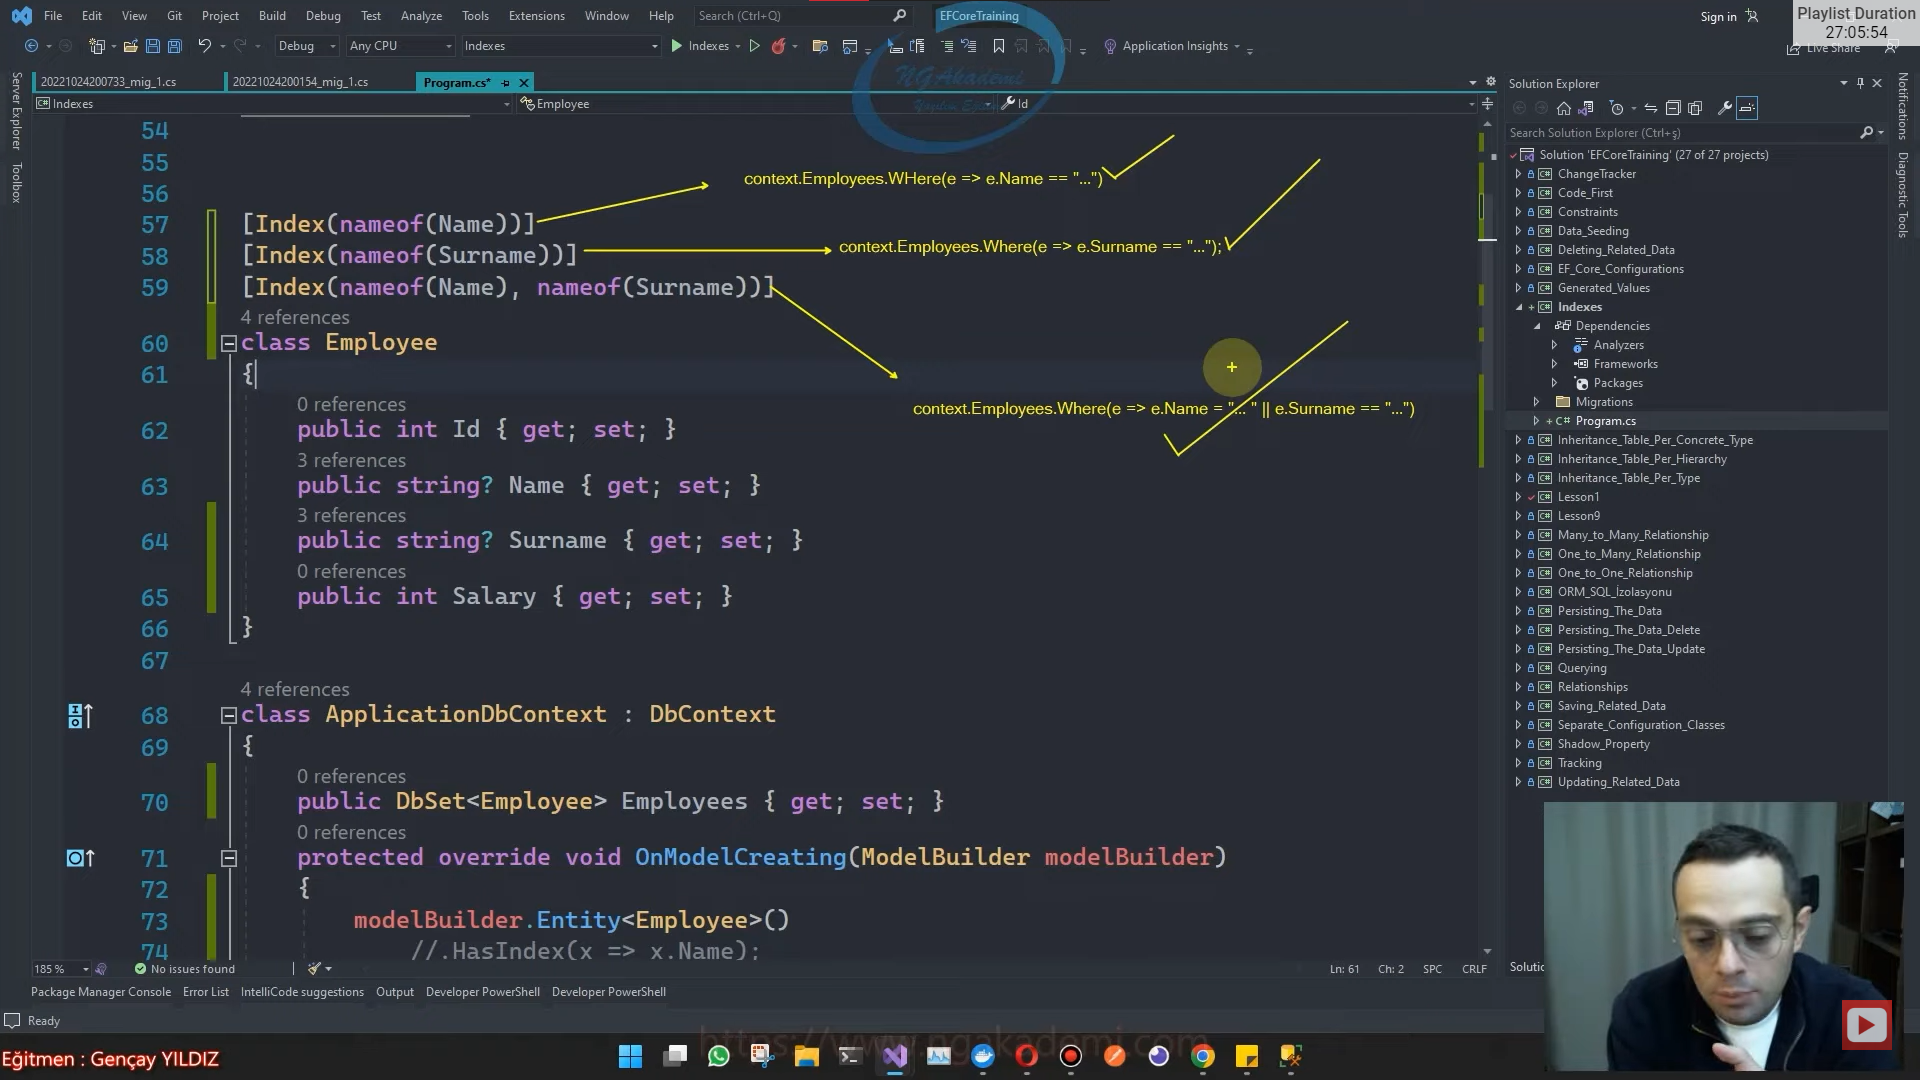 File Edit View Git Project Build Debug Test Analyze Tools Extensions Window Help Search (Ctrl+Q) EFCoreTraining Sign in
Playlist Duration
27:05:54
Debug Any CPU Indexes Indexes Application Insights Live Share
20221024200733_mig_1.cs 20221024200154_mig_1.cs Program.cs*
Indexes Employee Id
NGAkademi
Server Explorer
Toolbox
Notifications
Diagnostic Tools
54
55
56
57 [Index(nameof(Name))]
58 [Index(nameof(Surname))]
59 [Index(nameof(Name), nameof(Surname))]
4 references
60 class Employee
61 {
0 references
62 public int Id { get; set; }
3 references
63 public string? Name { get; set; }
3 references
64 public string? Surname { get; set; }
0 references
65 public int Salary { get; set; }
66 }
67
4 references
68 class ApplicationDbContext : DbContext
69 {
0 references
70 public DbSet<Employee> Employees { get; set; }
0 references
71 protected override void OnModelCreating(ModelBuilder modelBuilder)
72 {
73 modelBuilder.Entity<Employee>()
74 //.HasIndex(x => x.Name);
context.Employees.WHere(e => e.Name == "...")
context.Employees.Where(e => e.Surname == "...");
context.Employees.Where(e => e.Name = "... " || e.Surname == "...")
185 % No issues found Ln: 61 Ch: 2 SPC CRLF
Package Manager Console Error List IntelliCode suggestions Output Developer PowerShell Developer PowerShell
Ready
Solution Explorer
Search Solution Explorer (Ctrl+ş)
Solution 'EFCoreTraining' (27 of 27 projects)
ChangeTracker
Code_First
Constraints
Data_Seeding
Deleting_Related_Data
EF_Core_Configurations
Generated_Values
Indexes
Dependencies
Analyzers
Frameworks
Packages
Migrations
C# Program.cs
Inheritance_Table_Per_Concrete_Type
Inheritance_Table_Per_Hierarchy
Inheritance_Table_Per_Type
Lesson1
Lesson9
Many_to_Many_Relationship
One_to_Many_Relationship
One_to_One_Relationship
ORM_SQL_İzolasyonu
Persisting_The_Data
Persisting_The_Data_Delete
Persisting_The_Data_Update
Querying
Relationships
Saving_Related_Data
Separate_Configuration_Classes
Shadow_Property
Tracking
Updating_Related_Data
Solutio
https://www.ngakademi.com
Eğitmen : Gençay YILDIZ